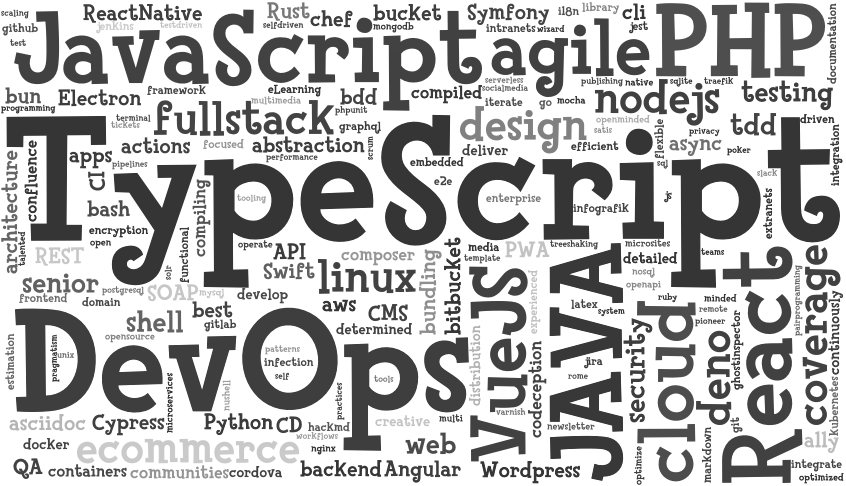 scaling
ReactNative
Rust
chef
bucket
Symfony
i18n
library
cli
PHP
documentation
github
jenkins
testdriven
selfdriven
mongodb
intranets
wizard
jest
test
JavaScript
agile
framework
eLearning
serverless
socialmedia
publishing
native
sqlite
traefik
bun
Electron
multimedia
bdd
compiled
iterate
go
mocha
nodejs
testing
programming
terminal
tickets
fullstack
phpunit
graphql
design
openminded
satis
flexible
privacy
tdd
driven
actions
focused
abstraction
performance
scrum
embedded
deliver
efficient
sql
async
poker
integration
architecture
confluence
apps
CI
pipelines
e2e
slack
TypeScript
tooling
enterprise
infografik
qr
extranets
talented
bash
encryption
open
compiling
functional
solr
operate
API
composer
bundling
bitbucket
media
template
PWA
treeshaking
microsites
detailed
teams
REST
Swift
linux
nosql
openapi
coverage
senior
postgresql
SOAP
mysql
develop
frontend
domain
best
gitlab
aws
CMS
determined
VueJS
experienced
JAVA
latex
system
ruby
minded
remote
pioneer
React
pairprogramming
continuously
shell
opensource
DevOps
patterns
infection
self
tools
estimation
pragmatism
unix
distribution
codeception
jira
rome
security
cloud
deno
ghostinspector
microservices
nushell
practices
asciidoc
Cypress
Python
CD
hackmd
creative
multi
varnish
newsletter
git
kubernetes
docker
ecommerce
workflows
nginx
web
optimize
markdown
ally
QA
containers
communities
cordova
backend
Angular
Wordpress
integrate
optimized